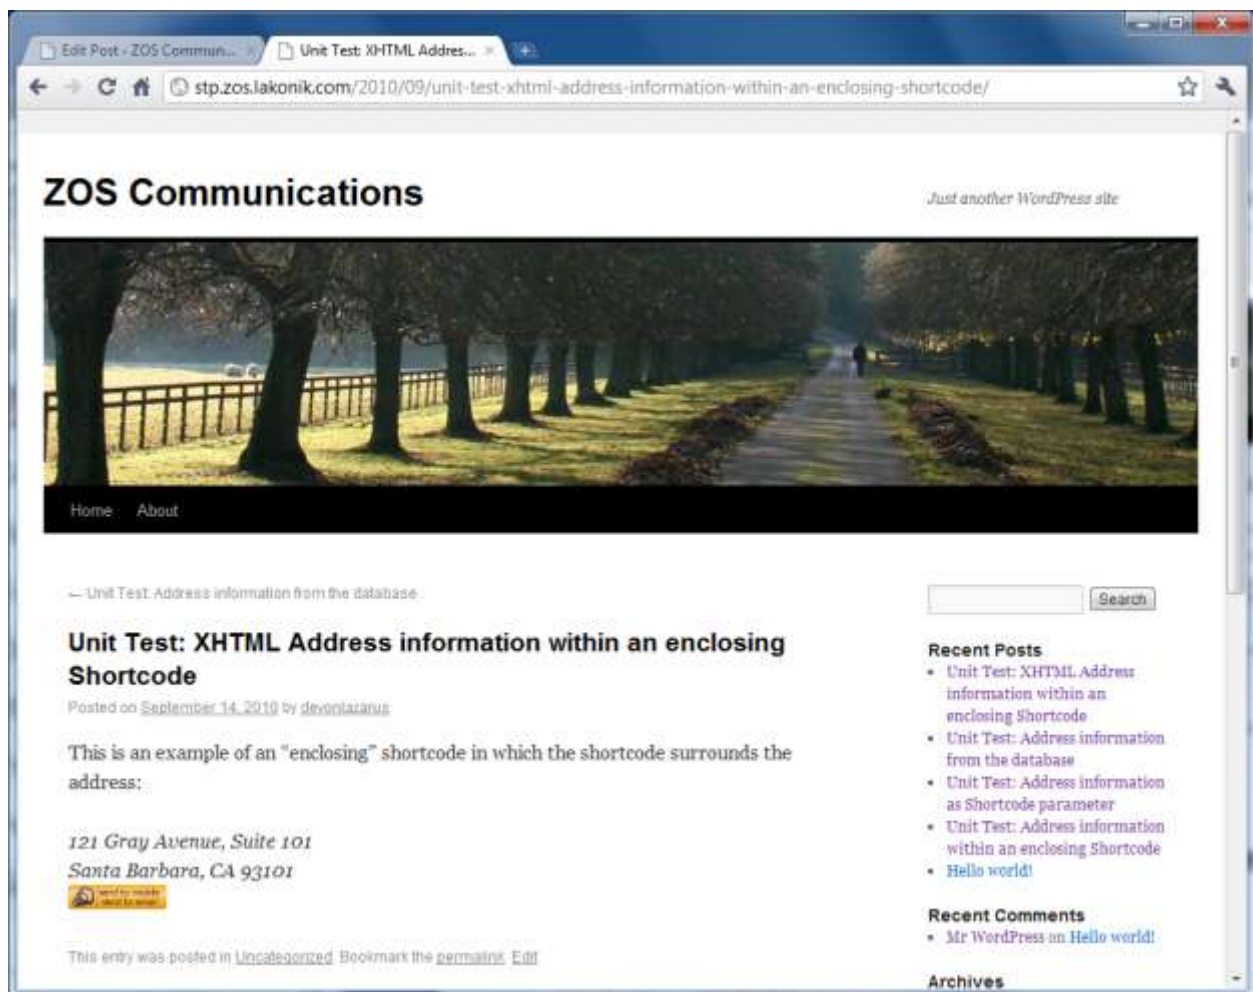 Edit Post - ZOS Commun...
Unit Test: XHTML Addres...
stp.zos.lakonik.com/2010/09/unit-test-xhtml-address-information-within-an-enclosing-shortcode/
ZOS Communications
Just another WordPress site
Home About
← Unit Test: Address information from the database
Unit Test: XHTML Address information within an enclosing
Shortcode
Posted on September 14, 2010 by devonlazarus
This is an example of an “enclosing” shortcode in which the shortcode surrounds the
address:
121 Gray Avenue, Suite 101
Santa Barbara, CA 93101
send to mobile
send to email
This entry was posted in Uncategorized. Bookmark the permalink. Edit
Search
Recent Posts
• Unit Test: XHTML Address
information within an
enclosing Shortcode
• Unit Test: Address information
from the database
• Unit Test: Address information
as Shortcode parameter
• Unit Test: Address information
within an enclosing Shortcode
• Hello world!
Recent Comments
• Mr WordPress on Hello world!
Archives